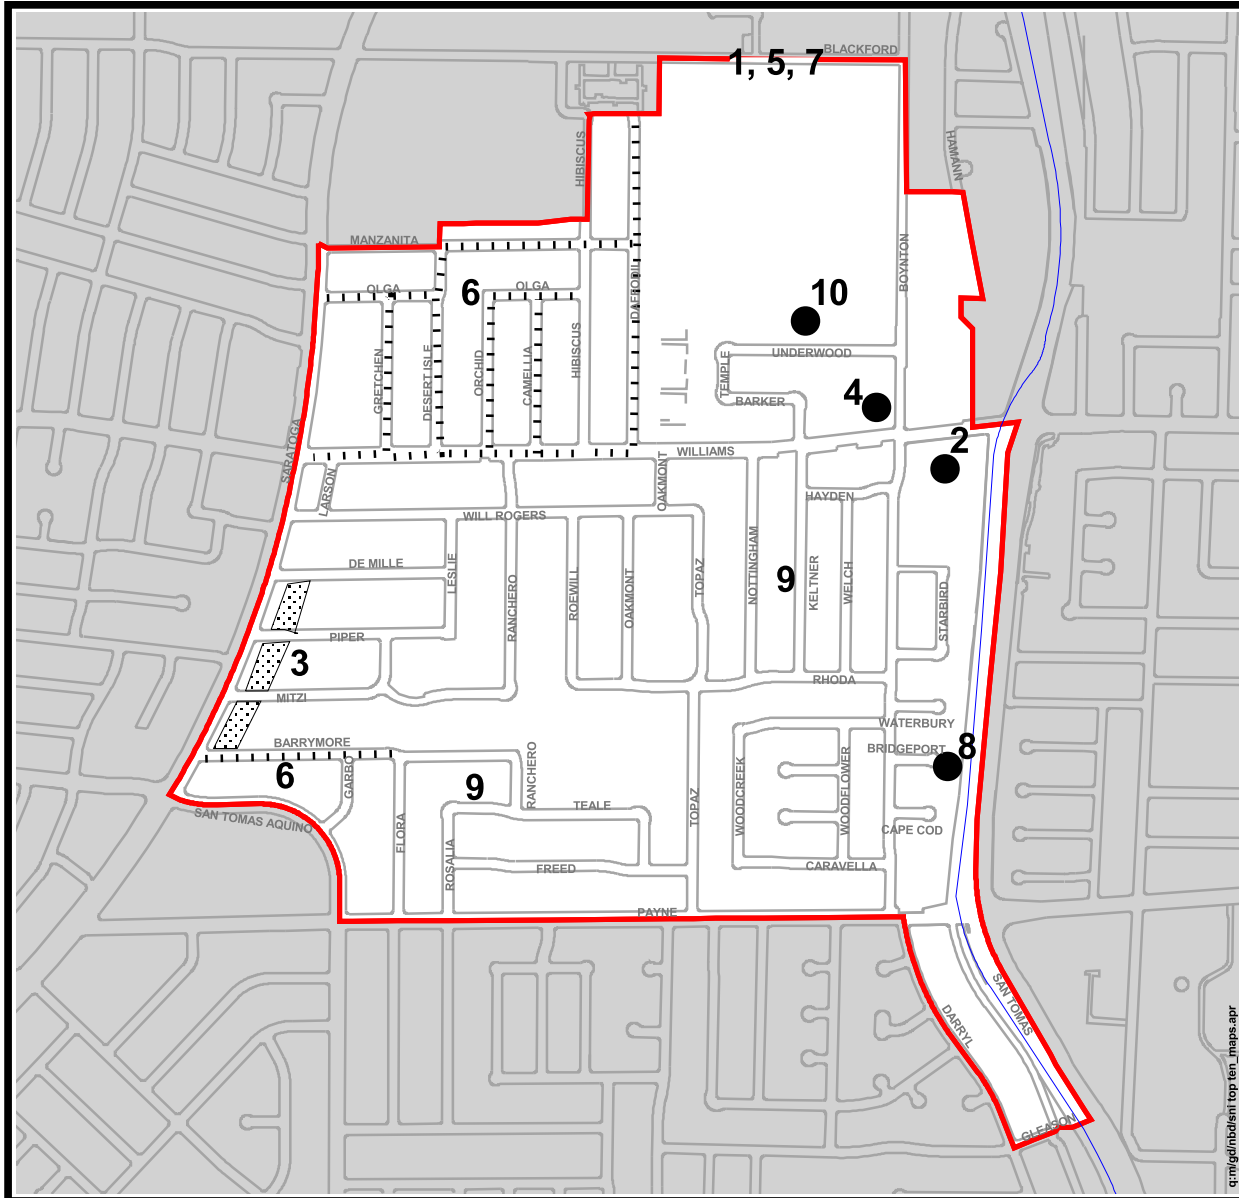 BLACKFORD
1, 5, 7
HIBISCUS
HAMANN
MANZANITA
BOYNTON
DAFFODIL
OLGA
6
OLGA
10
HIBISCUS
GRETCHEN
DESERT ISLE
ORCHID
CAMELLIA
UNDERWOOD
TEMPLE
BARKER
4
2
SARATOGA
WILLIAMS
LARSON
OAKMONT
HAYDEN
WILL ROGERS
DE MILLE
LESLIE
RANCHERO
ROEWILL
OAKMONT
TOPAZ
NOTTINGHAM
9
KELTNER
WELCH
STARBIRD
PIPER
3
MITZI
RHODA
WATERBURY
BARRYMORE
BRIDGEPORT
8
6
GARBO
9
RANCHERO
WOODCREEK
WOODFLOWER
TEALE
TOPAZ
SAN TOMAS AQUINO
FLORA
CAPE COD
ROSALIA
FREED
CARAVELLA
PAYNE
SAN TOMAS
DARRYL
GLEASON
q:m/gd/nbd/sni top ten_maps.apr